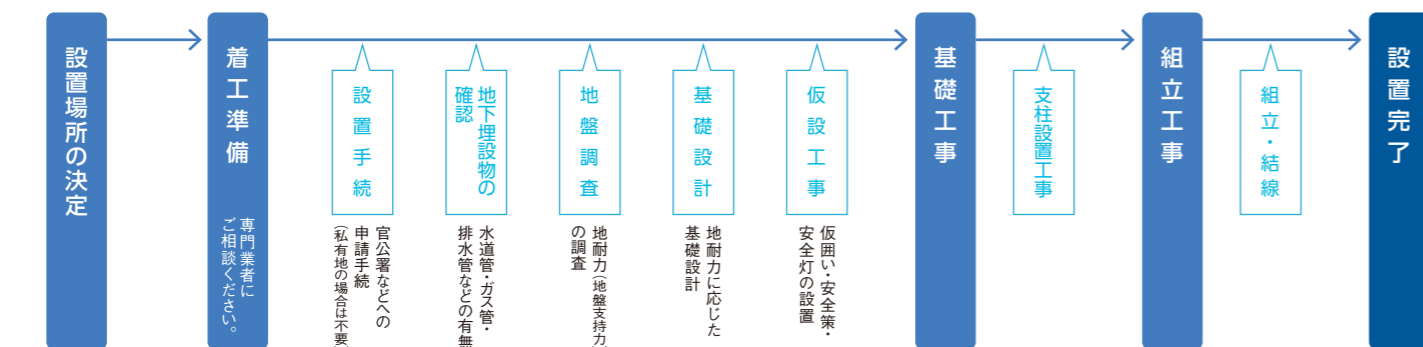 設置場所の決定
着工準備
専門業者に
ご相談ください。
設置手続
官公署などへの
申請手続
(私有地の場合は不要)
地下埋設物の
確認
水道管・ガス管・
排水管などの有無
地盤調査
地耐力(地盤支持力)
の調査
基礎設計
地耐力に応じた
基礎設計
仮設工事
仮囲い・安全策・
安全灯の設置
基礎工事
支柱設置工事
組立工事
組立・結線
設置完了